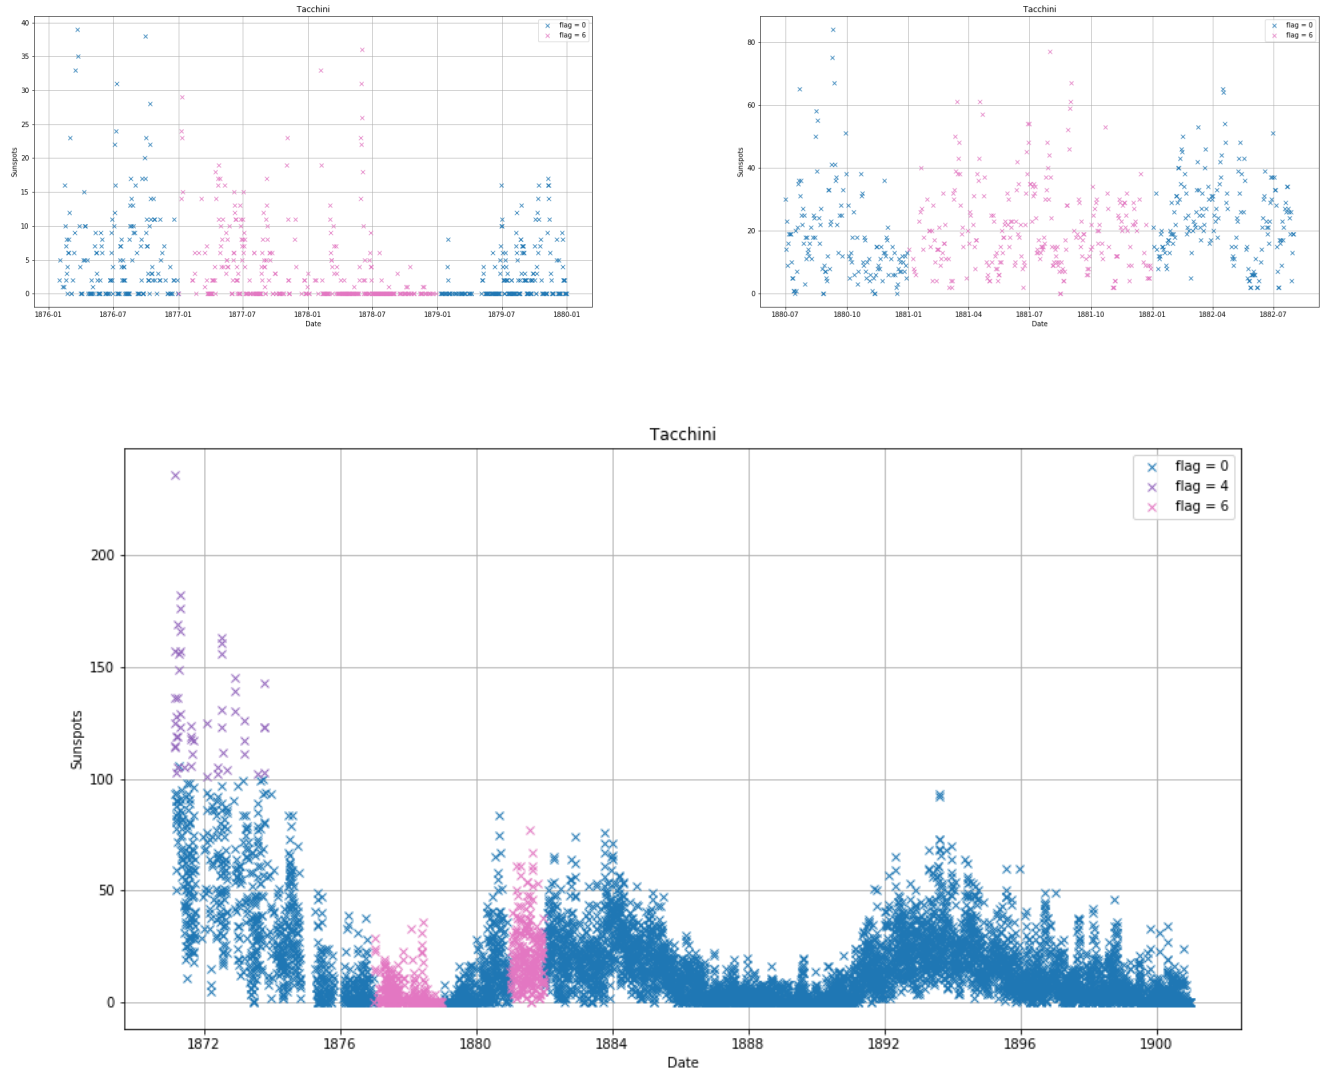 Tacchini
flag = 0
flag = 6
40
35
30
25
20
15
10
5
0
Sunspots
1876-01
1876-07
1877-01
1877-07
1878-01
1878-07
1879-01
1879-07
1880-01
Date
Tacchini
flag = 0
flag = 6
80
60
40
20
0
Sunspots
1880-07
1880-10
1881-01
1881-04
1881-07
1881-10
1882-01
1882-04
1882-07
Date
Tacchini
flag = 0
flag = 4
flag = 6
200
150
100
50
0
Sunspots
1872
1876
1880
1884
1888
1892
1896
1900
Date